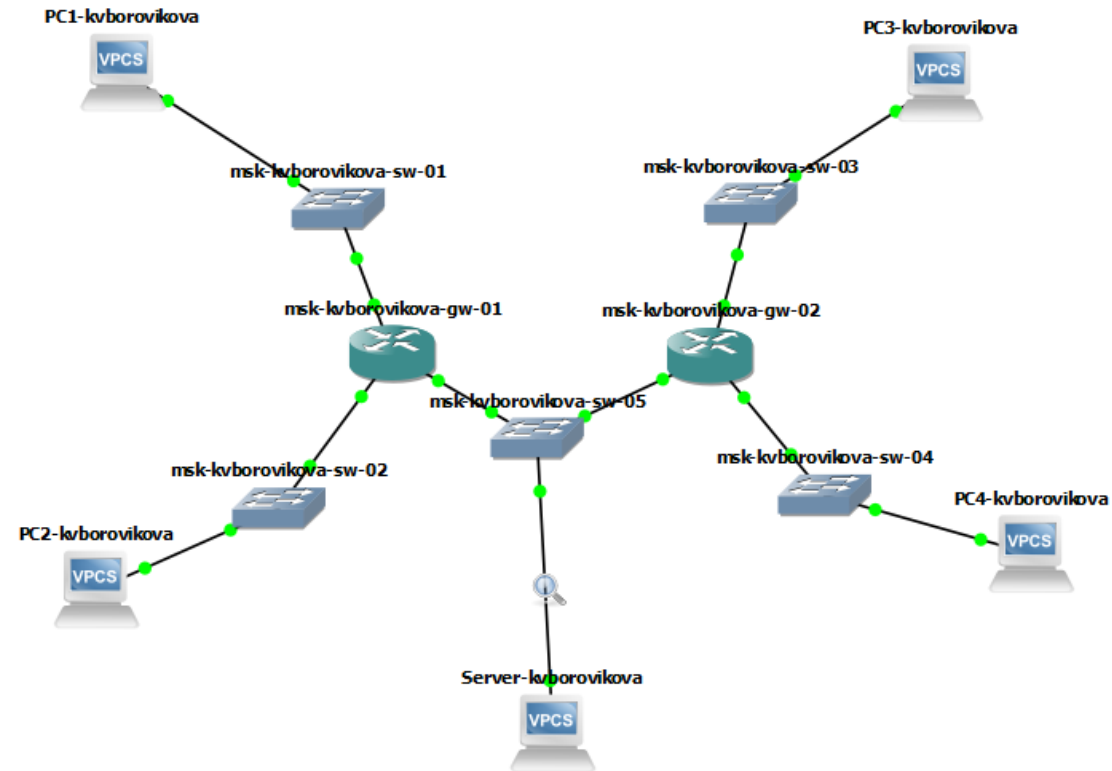 PC1-kvborovikova
VPCS
PC3-kvborovikova
VPCS
msk-kvborovikova-sw-01
msk-kvborovikova-sw-03
msk-kvborovikova-gw-01
msk-kvborovikova-gw-02
msk-kvborovikova-sw-05
msk-kvborovikova-sw-02
msk-kvborovikova-sw-04
PC2-kvborovikova
VPCS
PC4-kvborovikova
VPCS
Server-kvborovikova
VPCS